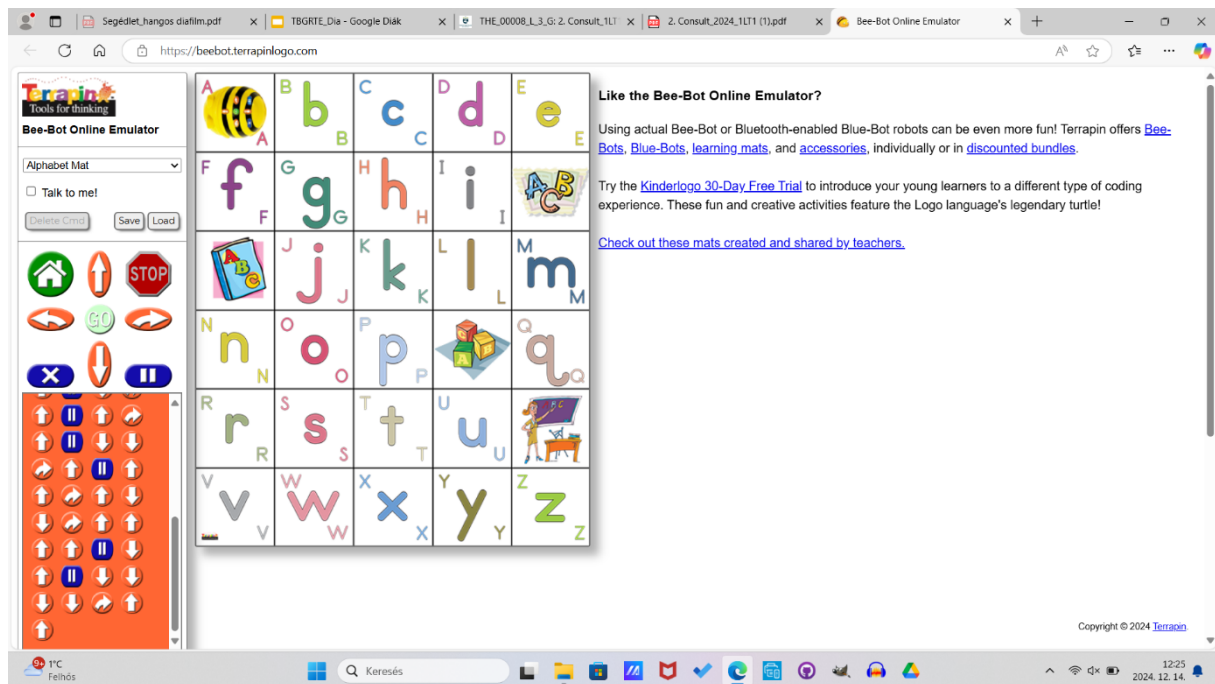 Segédlet_hangos diafilm.pdf
TBGRTE_Dia - Google Diák
THE_00008_L_3_G: 2. Consult_1LT
2. Consult_2024_1LT1 (1).pdf
Bee-Bot Online Emulator
https://beebot.terrapinlogo.com
Terrapin
Tools for thinking
Bee-Bot Online Emulator
Alphabet Mat
Talk to me!
Delete Cmd Save Load
STOP
GO
A A B b B C c C D d D E e E
F f F G g G H h H I i I A B C
A B C J j J K k K L l L M m M
N n N O o O P p P A B Q q Q
R r R S s S T t T U u U
V v V W w W X x X Y y Y Z z Z
Like the Bee-Bot Online Emulator?
Using actual Bee-Bot or Bluetooth-enabled Blue-Bot robots can be even more fun! Terrapin offers Bee-
Bots, Blue-Bots, learning mats, and accessories, individually or in discounted bundles.
Try the Kinderlogo 30-Day Free Trial to introduce your young learners to a different type of coding
experience. These fun and creative activities feature the Logo language's legendary turtle!
Check out these mats created and shared by teachers.
Copyright © 2024 Terrapin.
9+
1°C
Felhős
Keresés
12:25
2024. 12. 14.